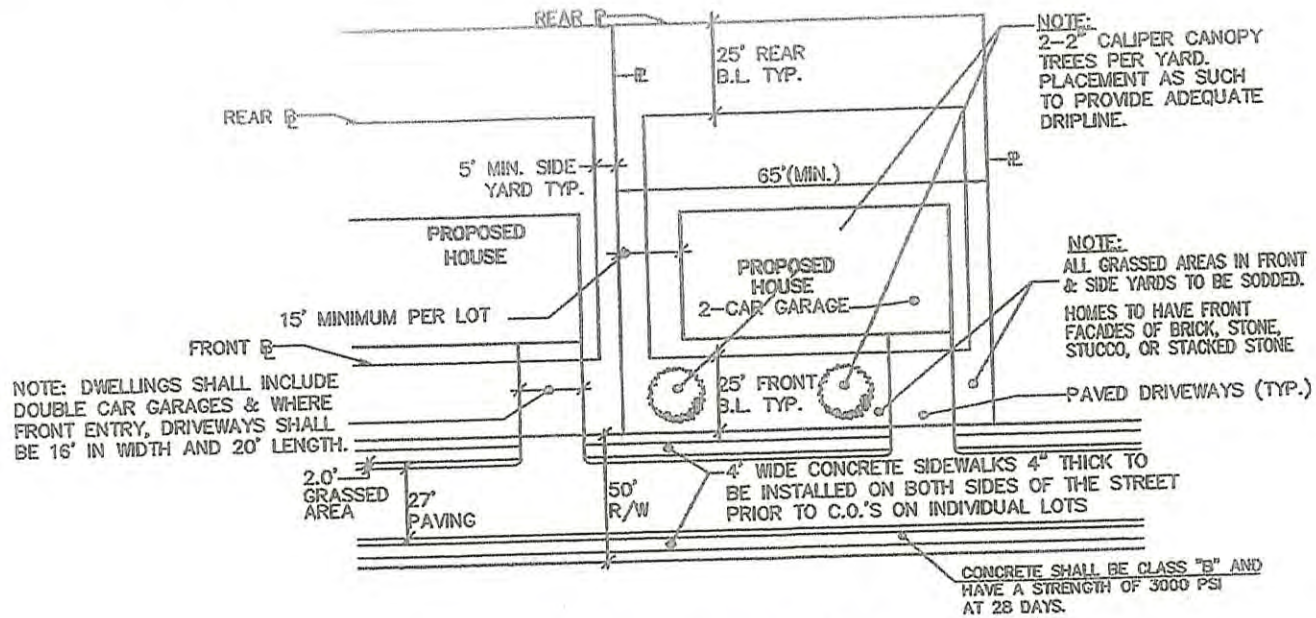 REAR ⅊
25' REAR
B.L. TYP.
⅊
NOTE:
2-2" CALIPER CANOPY
TREES PER YARD.
PLACEMENT AS SUCH
TO PROVIDE ADEQUATE
DRIPLINE.
REAR ⅊
5' MIN. SIDE
YARD TYP.
65'(MIN.)
⅊
PROPOSED
HOUSE
PROPOSED
HOUSE
2-CAR GARAGE
NOTE:
ALL GRASSED AREAS IN FRONT
& SIDE YARDS TO BE SODDED.
HOMES TO HAVE FRONT
FACADES OF BRICK, STONE,
STUCCO, OR STACKED STONE
15' MINIMUM PER LOT
FRONT ⅊
NOTE: DWELLINGS SHALL INCLUDE
DOUBLE CAR GARAGES & WHERE
FRONT ENTRY, DRIVEWAYS SHALL
BE 16' IN WIDTH AND 20' LENGTH.
25' FRONT
B.L. TYP.
PAVED DRIVEWAYS (TYP.)
2.0'
GRASSED
AREA
27'
PAVING
50'
R/W
4' WIDE CONCRETE SIDEWALKS 4" THICK TO
BE INSTALLED ON BOTH SIDES OF THE STREET
PRIOR TO C.O.'S ON INDIVIDUAL LOTS
CONCRETE SHALL BE CLASS "B" AND
HAVE A STRENGTH OF 3000 PSI
AT 28 DAYS.